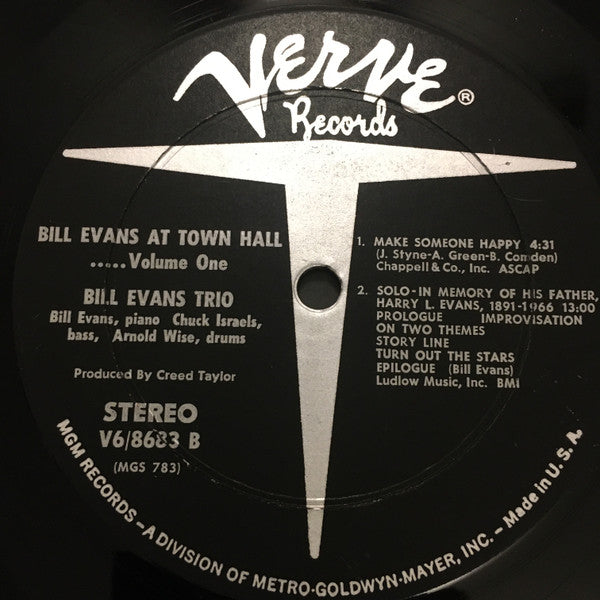 Verve ®
Records
BILL EVANS AT TOWN HALL
.....Volume One
BILL EVANS TRIO
Bill Evans, piano Chuck Israels,
bass, Arnold Wise, drums
Produced By Creed Taylor
STEREO
V6/8683 B
(MGS 783)
1. MAKE SOMEONE HAPPY 4:31
(J. Styne-A. Green-B. Comden)
Chappell & Co., Inc. ASCAP
2. SOLO-IN MEMORY OF HIS FATHER,
HARRY L. EVANS, 1891-1966 13:00
PROLOGUE IMPROVISATION
ON TWO THEMES
STORY LINE
TURN OUT THE STARS
EPILOGUE (Bill Evans)
Ludlow Music, Inc. BMI
MGM RECORDS-A DIVISION OF METRO-GOLDWYN-MAYER, INC.-Made in U.S.A.